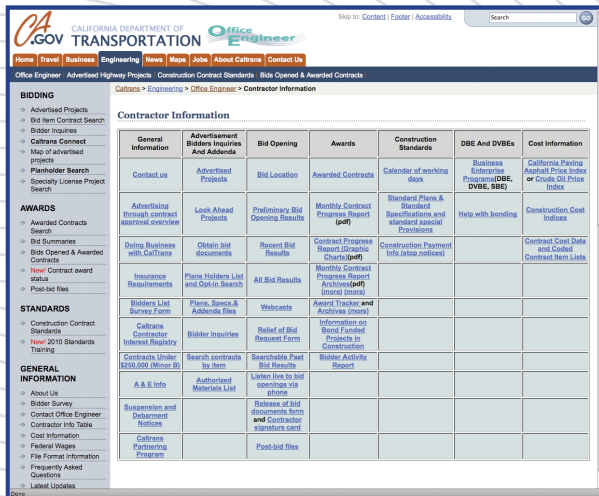 Skip to: Content | Footer | Accessibility
Search
GO
CA
.GOV
CALIFORNIA DEPARTMENT OF
TRANSPORTATION
Office
Engineer
Home Travel Business Engineering News Maps Jobs About Caltrans Contact Us
Office Engineer | Advertised Highway Projects | Construction Contract Standards | Bids Opened & Awarded Contracts |
Caltrans > Engineering > Office Engineer > Contractor Information
BIDDING
Advertised Projects
Bid Item Contract Search
Bidder Inquiries
Caltrans Connect
Map of advertised
projects
Planholder Search
Specialty License Project
Search
AWARDS
Awarded Contracts
Search
Bid Summaries
Bids Opened & Awarded
Contracts
New! Contract award
status
Post-bid files
STANDARDS
Construction Contract
Standards
New! 2010 Standards
Training
GENERAL
INFORMATION
About Us
Bidder Survey
Contact Office Engineer
Contractor Info Table
Cost Information
Federal Wages
File Format Information
Frequently Asked
Questions
Latest Updates
Contractor Information
General
Information
Advertisement
Bidders Inquiries
And Addenda
Bid Opening
Awards
Construction
Standards
DBE And DVBEs
Cost Information
Contact us
Advertised
Projects
Bid Location
Awarded Contracts
Calendar of working
days
Business
Enterprise
Programs(DBE,
DVBE, SBE)
California Paving
Asphalt Price Index
or Crude Oil Price
Index
Advertising
through contract
approval overview
Look Ahead
Projects
Preliminary Bid
Opening Results
Monthly Contract
Progress Report
(pdf)
Standard Plans &
Standard
Specifications and
standard special
Provisions
Help with bonding
Construction Cost
Indices
Doing Business
with CalTrans
Obtain bid
documents
Recent Bid
Results
Contract Progress
Report (Graphic
Charts)(pdf)
Construction Payment
Info (stop notices)
Contract Cost Data
and Coded
Contract Item Lists
Insurance
Requirements
Plans Holders List
and Opt-in Search
All Bid Results
Monthly Contract
Progress Report
Archives(pdf)
(more) (more)
Bidders List
Survey Form
Plans, Specs,&
Addenda files
Webcasts
Award Tracker and
Archives (more)
Caltrans
Contractor
Interest Registry
Bidder Inquiries
Relief of Bid
Request Form
Information on
Bond Funded
Projects in
Construction
Contracts Under
$250,000 (Minor B)
Search contracts
by item
Searchable Past
Bid Results
Bidder Activity
Report
A & E Info
Authorized
Materials List
Listen live to bid
openings via
phone
Suspension and
Debarment
Notices
Release of bid
documents form
and Contractor
signature card
Caltrans
Partnering
Program
Post-bid files
Done